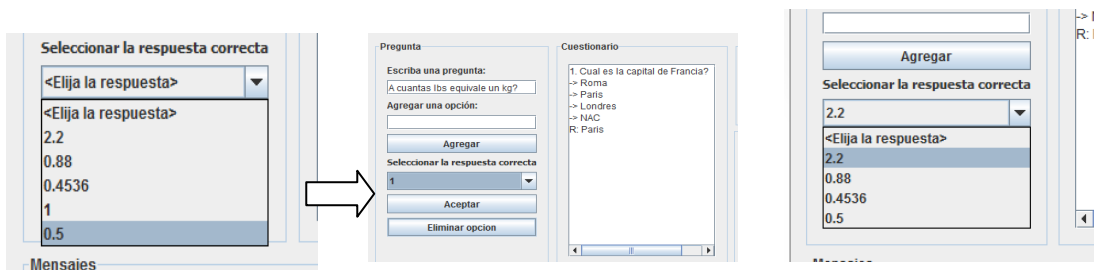 Seleccionar la respuesta correcta
<Elija la respuesta>
<Elija la respuesta>
2.2
0.88
0.4536
1
0.5
Mensajes
Pregunta
Escriba una pregunta:
A cuantas lbs equivale un kg?
Agregar una opción:
Agregar
Seleccionar la respuesta correcta
1
Aceptar
Eliminar opcion
Cuestionario
1. Cual es la capital de Francia?
-> Roma
-> Paris
-> Londres
-> NAC
R: Paris
Agregar
Seleccionar la respuesta correcta
2.2
<Elija la respuesta>
2.2
0.88
0.4536
0.5
->
R: